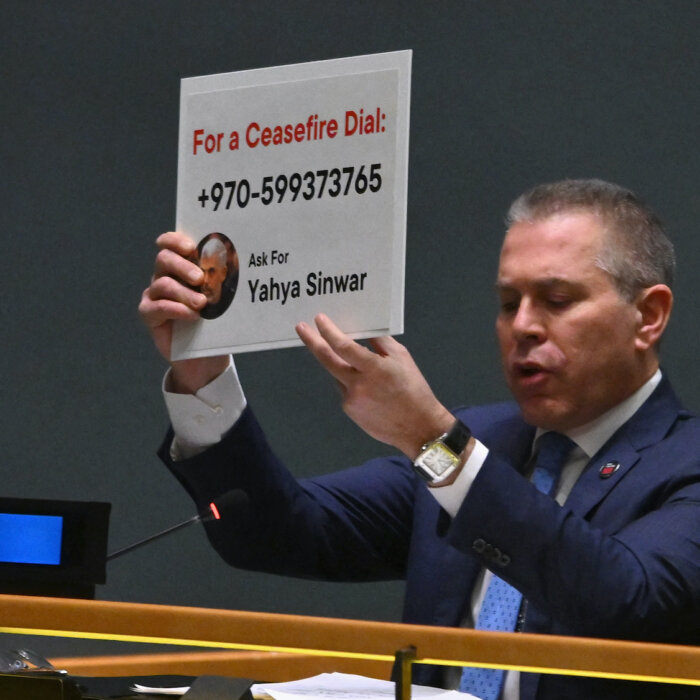 For a Ceasefire Dial:
+970-599373765
Ask For
Yahya Sinwar